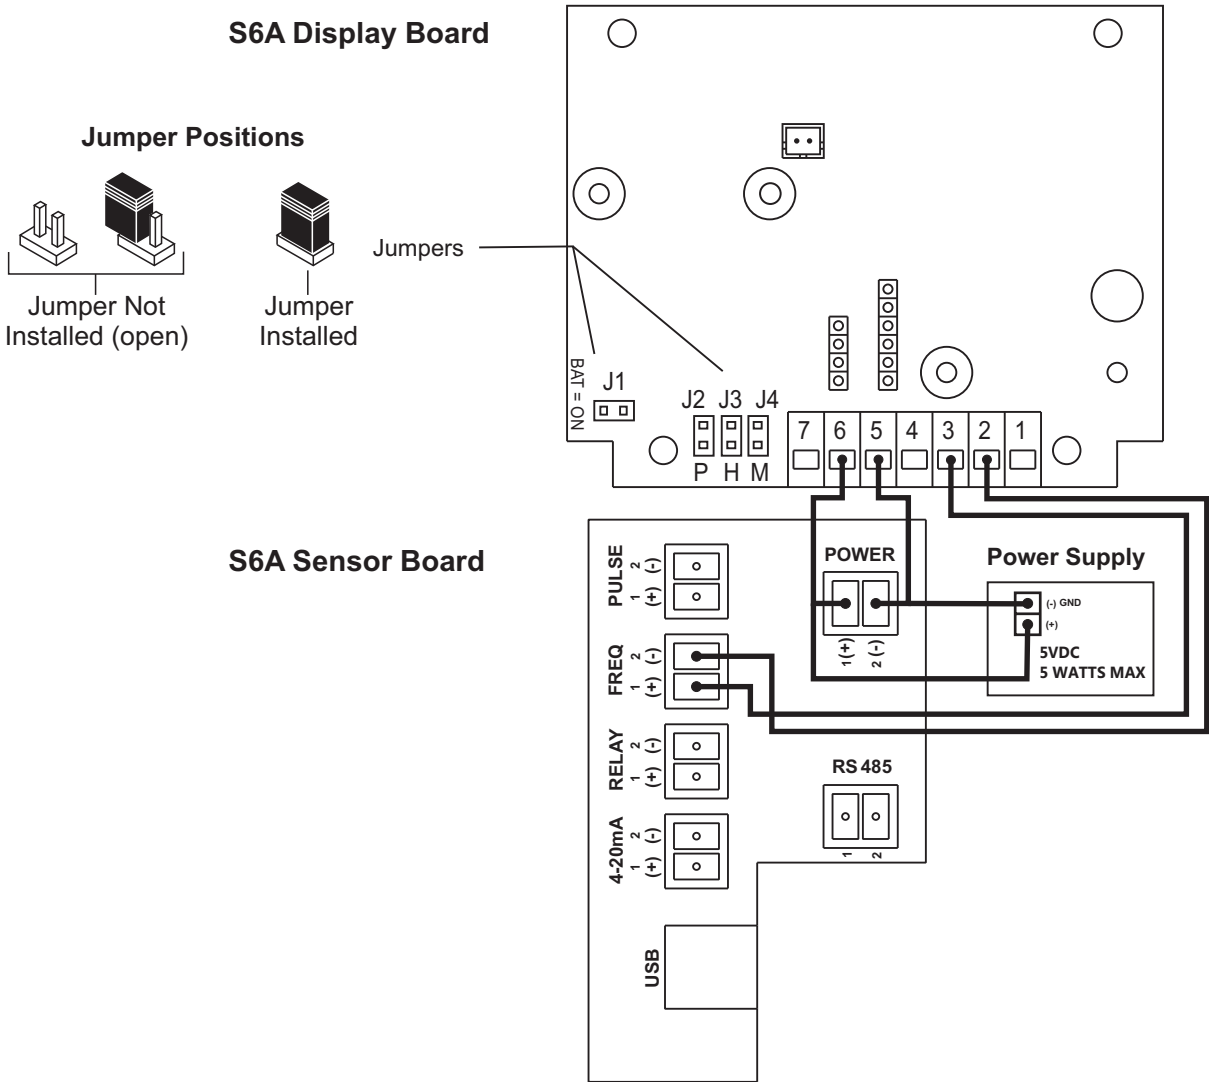 S6A Display Board
Jumper Positions
Jumpers
Jumper Not
Installed (open)
Jumper
Installed
BAT = ON
J1
J2 J3 J4
P H M
7 6 5 4 3 2 1
S6A Sensor Board
PULSE
1 2
(+) (-)
FREQ
1 2
(+) (-)
RELAY
1 2
(+) (-)
4-20mA
1 2
(+) (-)
USB
POWER
1(+)
2 (-)
Power Supply
(-) GND
(+)
5VDC
5 WATTS MAX
RS 485
1 2